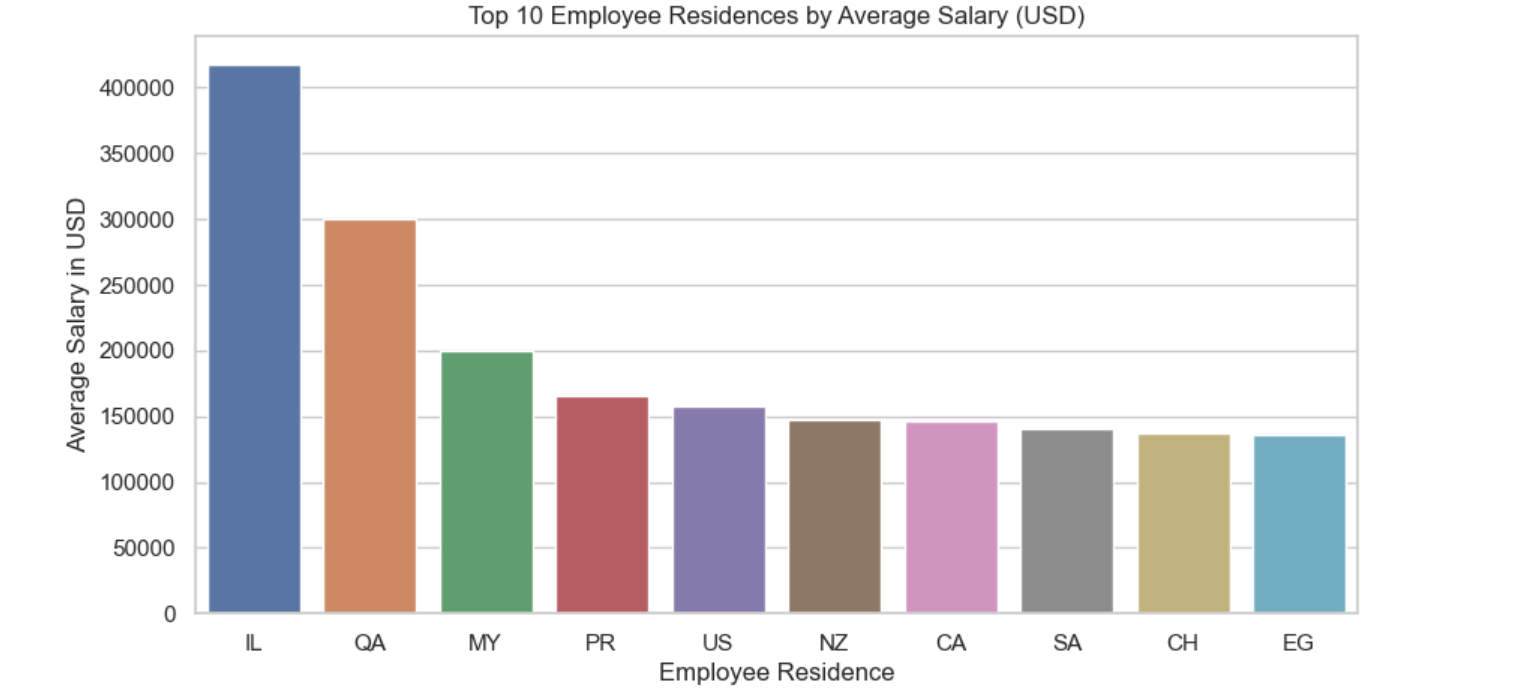 Top 10 Employee Residences by Average Salary (USD)
Average Salary in USD
400000
350000
300000
250000
200000
150000
100000
50000
0
IL QA MY PR US NZ CA SA CH EG
Employee Residence